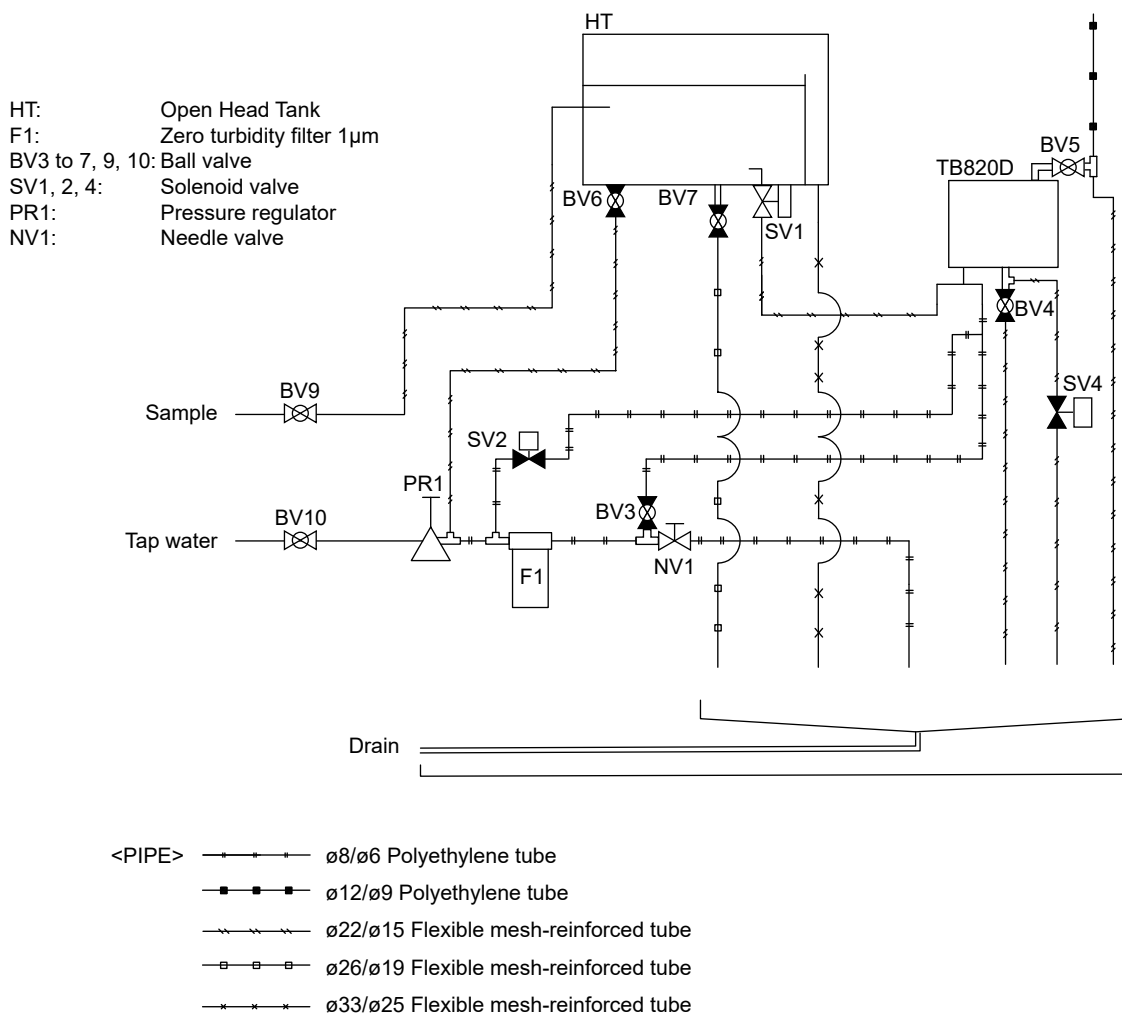 HT
HT: Open Head Tank
F1: Zero turbidity filter 1µm
BV3 to 7, 9, 10: Ball valve
SV1, 2, 4: Solenoid valve
PR1: Pressure regulator
NV1: Needle valve
BV5
TB820D
BV6
BV7
SV1
BV4
BV9
SV4
Sample
SV2
PR1
BV10
BV3
Tap water
NV1
F1
Drain
<PIPE>
ø8/ø6 Polyethylene tube
ø12/ø9 Polyethylene tube
ø22/ø15 Flexible mesh-reinforced tube
ø26/ø19 Flexible mesh-reinforced tube
ø33/ø25 Flexible mesh-reinforced tube